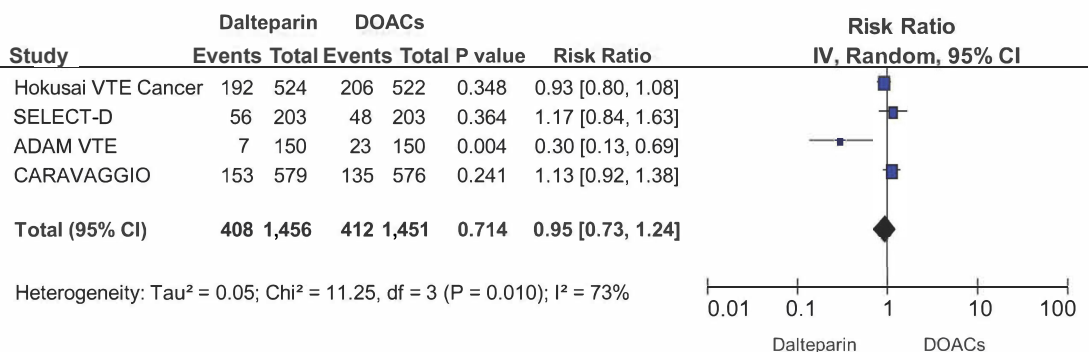 Dalteparin DOACs Risk Ratio
Study Events Total Events Total P value Risk Ratio IV, Random, 95% CI
Hokusai VTE Cancer 192 524 206 522 0.348 0.93 [0.80, 1.08]
SELECT-D 56 203 48 203 0.364 1.17 [0.84, 1.63]
ADAM VTE 7 150 23 150 0.004 0.30 [0.13, 0.69]
CARAVAGGIO 153 579 135 576 0.241 1.13 [0.92, 1.38]
Total (95% CI) 408 1,456 412 1,451 0.714 0.95 [0.73, 1.24]
Heterogeneity: Tau² = 0.05; Chi² = 11.25, df = 3 (P = 0.010); I² = 73%
0.01 0.1 1 10 100
Dalteparin DOACs